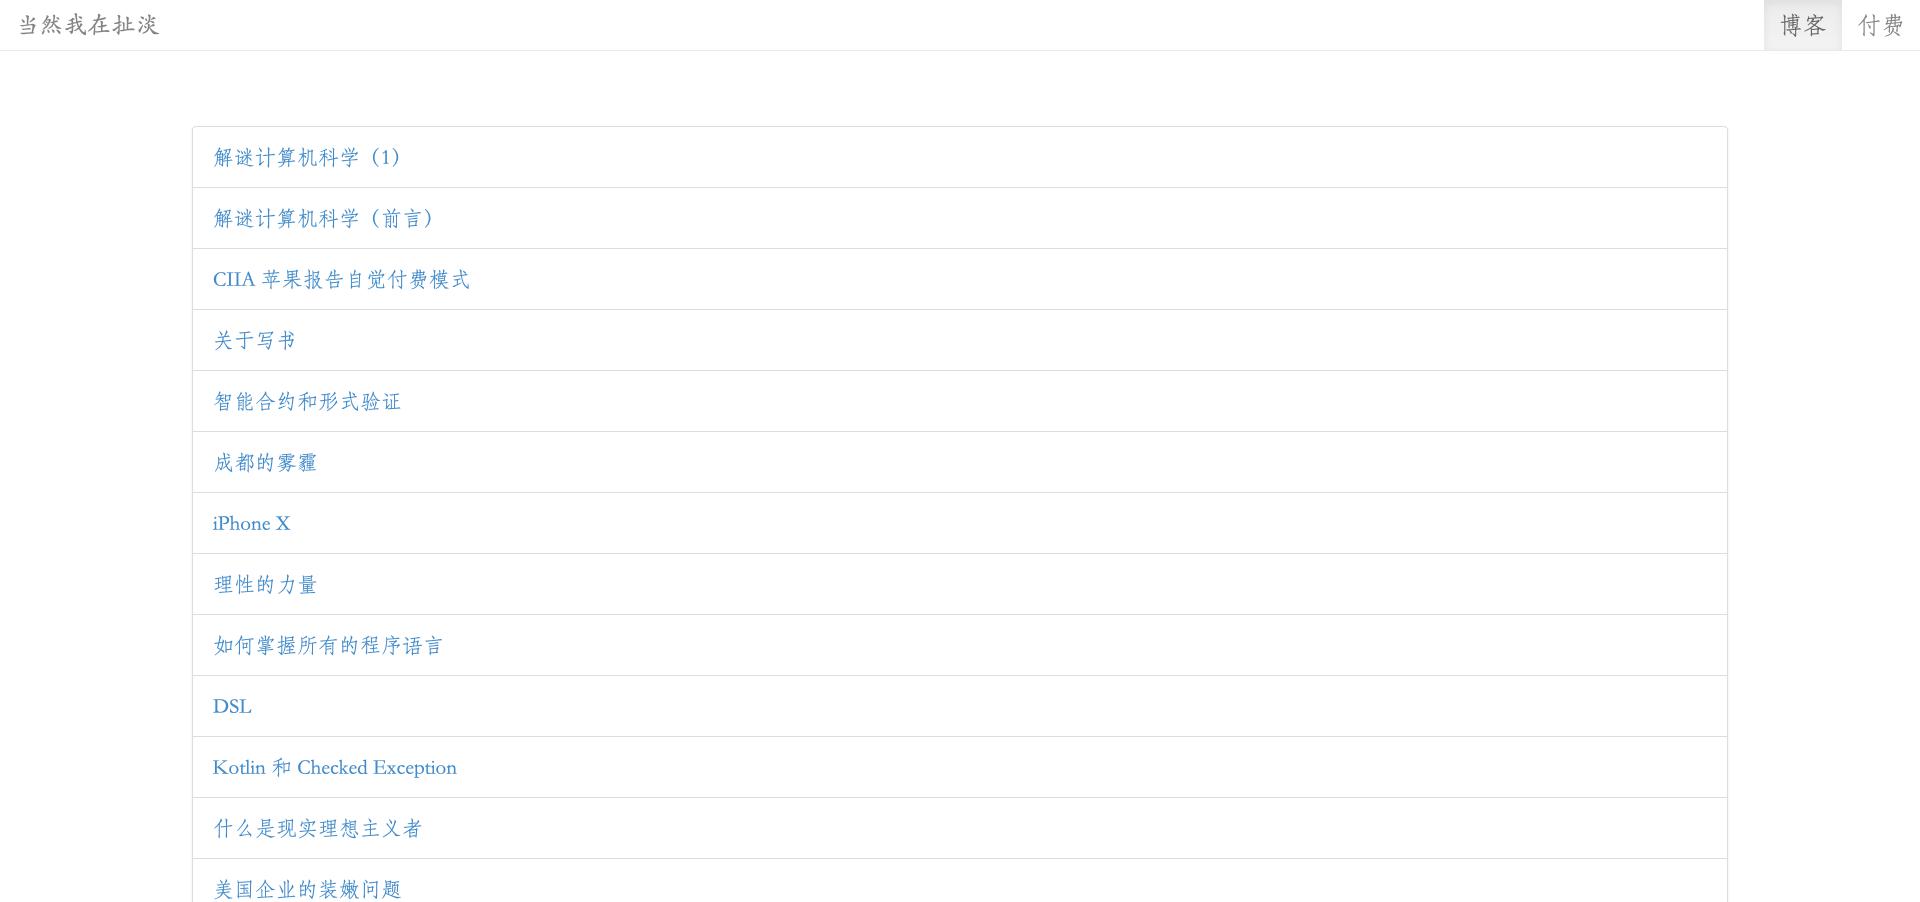 当然我在扯淡
博客
付费
解谜计算机科学（1）
解谜计算机科学（前言）
CIIA 苹果报告自觉付费模式
关于写书
智能合约和形式验证
成都的雾霾
iPhone X
理性的力量
如何掌握所有的程序语言
DSL
Kotlin 和 Checked Exception
什么是现实理想主义者
美国企业的装嫩问题